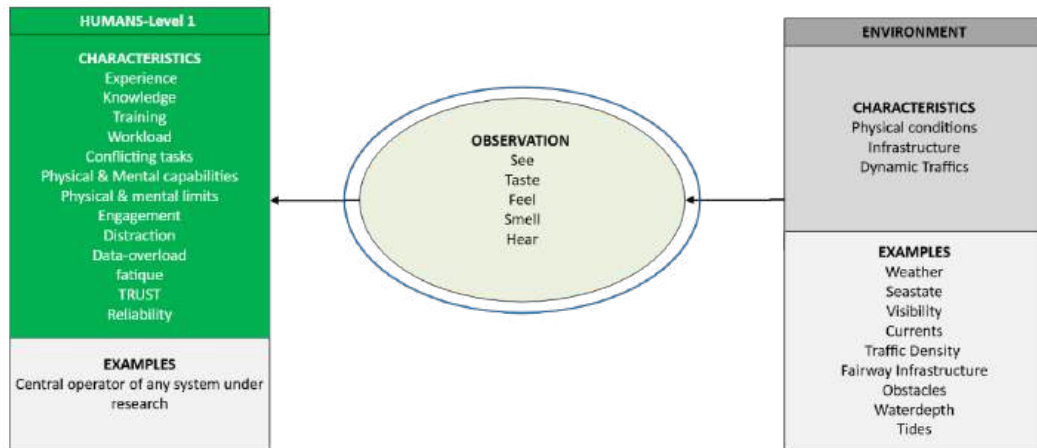 HUMANS-Level 1
CHARACTERISTICS
Experience
Knowledge
Training
Workload
Conflicting tasks
Physical & Mental capabilities
Physical & mental limits
Engagement
Distraction
Data-overload
fatique
TRUST
Reliability
EXAMPLES
Central operator of any system under
research
OBSERVATION
See
Taste
Feel
Smell
Hear
ENVIRONMENT
CHARACTERISTICS
Physical conditions
Infrastructure
Dynamic Traffics
EXAMPLES
Weather
Seastate
Visibility
Currents
Traffic Density
Fairway Infrastructure
Obstacles
Waterdepth
Tides